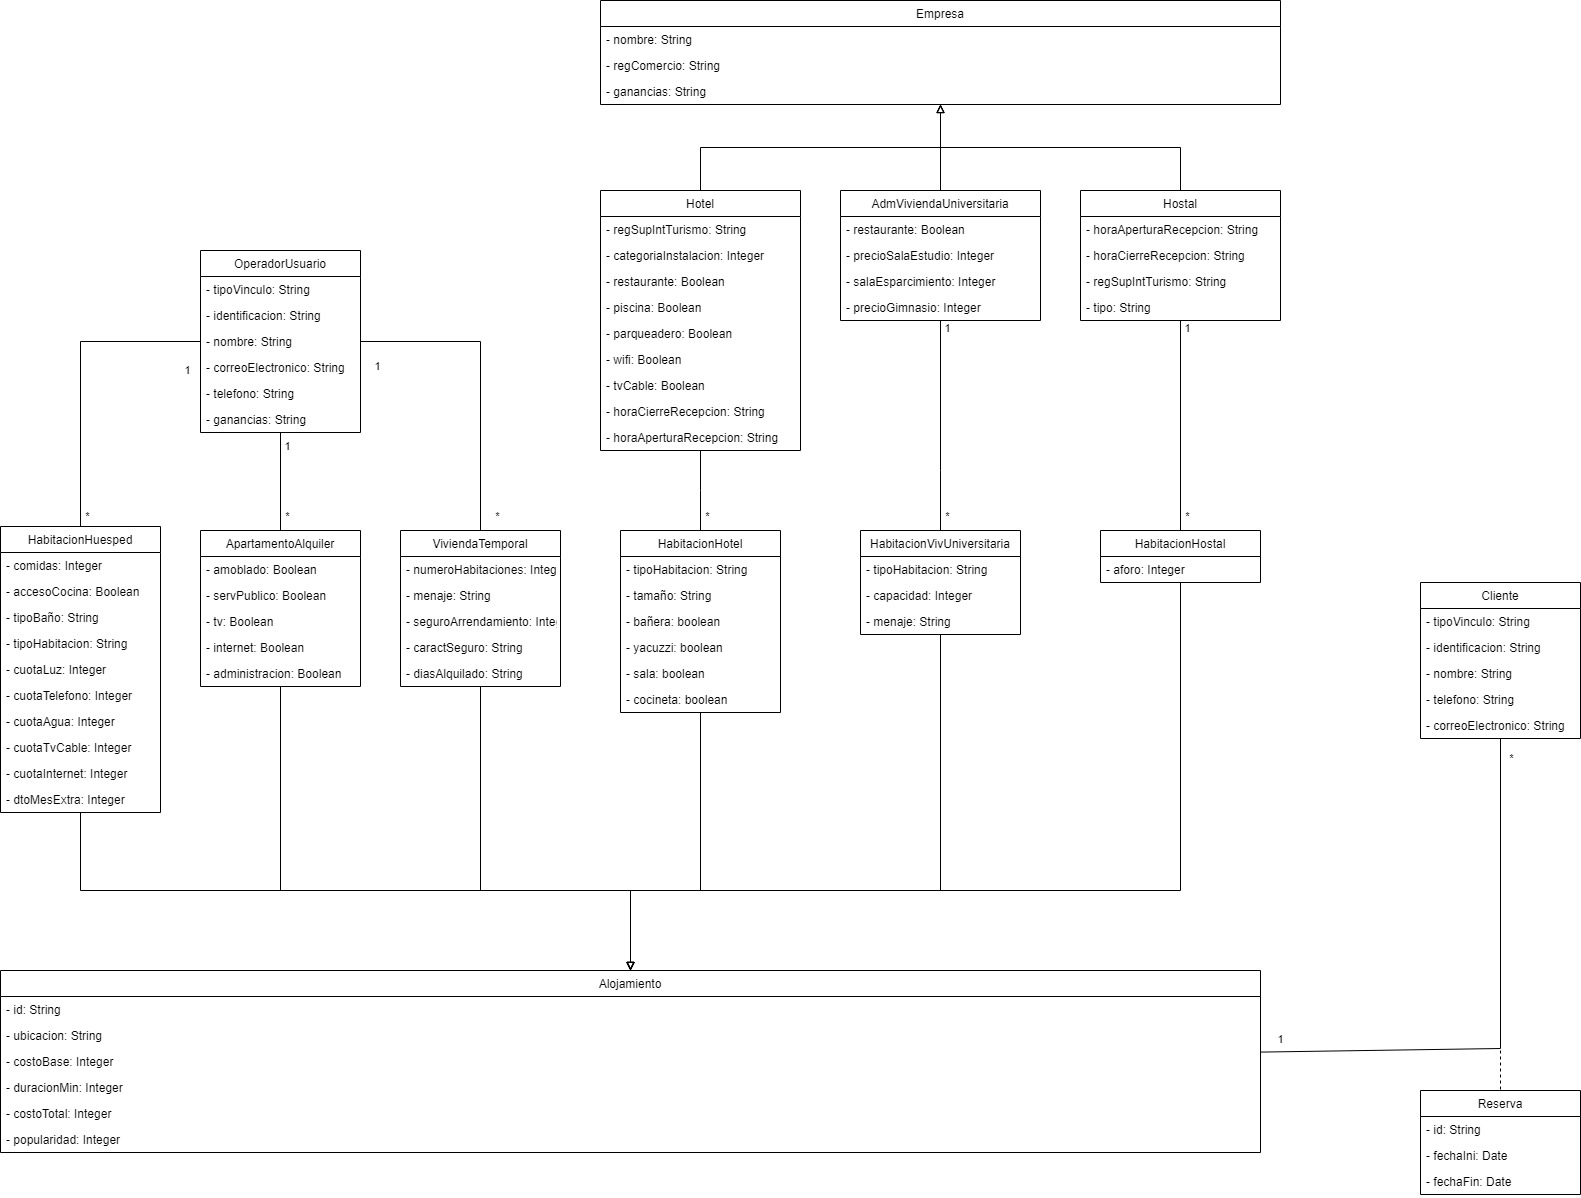 Empresa
- nombre: String
- regComercio: String
- ganancias: String
Hotel
- regSupIntTurismo: String
- categoriaInstalacion: Integer
- restaurante: Boolean
- piscina: Boolean
- parqueadero: Boolean
- wifi: Boolean
- tvCable: Boolean
- horaCierreRecepcion: String
- horaAperturaRecepcion: String
AdmViviendaUniversitaria
- restaurante: Boolean
- precioSalaEstudio: Integer
- salaEsparcimiento: Integer
- precioGimnasio: Integer
1
Hostal
- horaAperturaRecepcion: String
- horaCierreRecepcion: String
- regSupIntTurismo: String
- tipo: String
1
OperadorUsuario
- tipoVinculo: String
- identificacion: String
- nombre: String
- correoElectronico: String
- telefono: String
- ganancias: String
1
1
1
*
*
*
*
*
*
HabitacionHuesped
- comidas: Integer
- accesoCocina: Boolean
- tipoBaño: String
- tipoHabitacion: String
- cuotaLuz: Integer
- cuotaTelefono: Integer
- cuotaAgua: Integer
- cuotaTvCable: Integer
- cuotaInternet: Integer
- dtoMesExtra: Integer
ApartamentoAlquiler
- amoblado: Boolean
- servPublico: Boolean
- tv: Boolean
- internet: Boolean
- administracion: Boolean
ViviendaTemporal
- numeroHabitaciones: Integ
- menaje: String
- seguroArrendamiento: Inte
- caractSeguro: String
- diasAlquilado: String
HabitacionHotel
- tipoHabitacion: String
- tamaño: String
- bañera: boolean
- yacuzzi: boolean
- sala: boolean
- cocineta: boolean
HabitacionVivUniversitaria
- tipoHabitacion: String
- capacidad: Integer
- menaje: String
HabitacionHostal
- aforo: Integer
Cliente
- tipoVinculo: String
- identificacion: String
- nombre: String
- telefono: String
- correoElectronico: String
*
Alojamiento
- id: String
- ubicacion: String
- costoBase: Integer
- duracionMin: Integer
- costoTotal: Integer
- popularidad: Integer
1
Reserva
- id: String
- fechaIni: Date
- fechaFin: Date